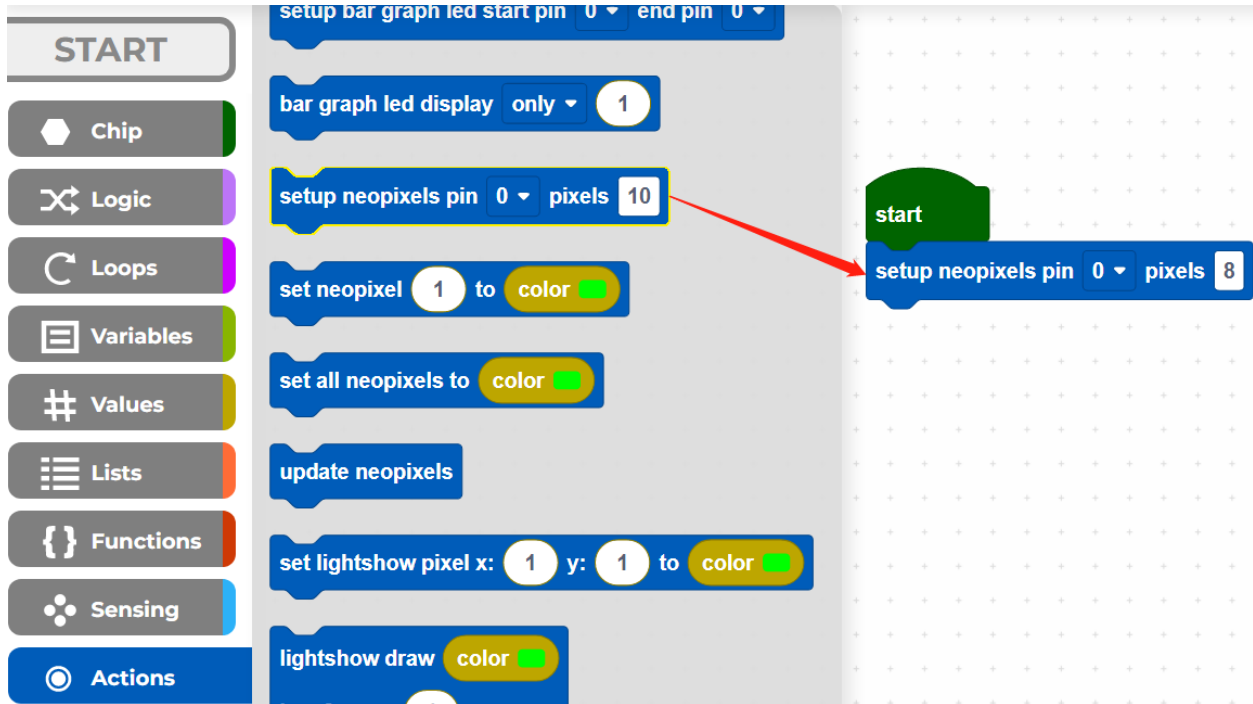 START
Chip
Logic
Loops
Variables
Values
Lists
Functions
Sensing
Actions
setup bar graph led start pin 0 end pin 0
bar graph led display only 1
setup neopixels pin 0 pixels 10
set neopixel 1 to color
set all neopixels to color
update neopixels
set lightshow pixel x: 1 y: 1 to color
lightshow draw color
start
setup neopixels pin 0 pixels 8